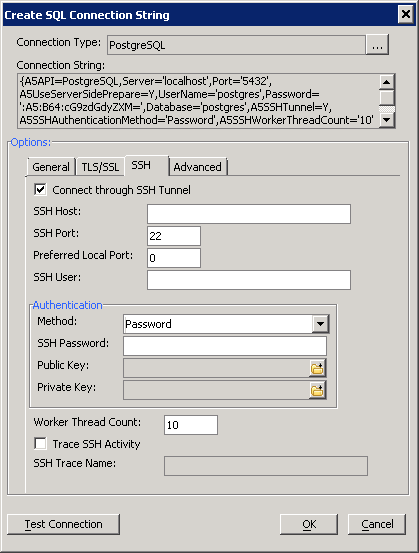 Create SQL Connection String
Connection Type: PostgreSQL ...
Connection String:
{A5API=PostgreSQL,Server='localhost',Port='5432',
A5UseServerSidePrepare=Y,UserName='postgres',Password=
':A5:B64:cG9zdGdyZXM=',Database='postgres',A5SSHTunnel=Y,
A5SSHAuthenticationMethod='Password',A5SSHWorkerThreadCount='10'
Options:
General TLS/SSL SSH Advanced
Connect through SSH Tunnel
SSH Host:
SSH Port: 22
Preferred Local Port: 0
SSH User:
Authentication
Method: Password
SSH Password:
Public Key:
Private Key:
Worker Thread Count: 10
Trace SSH Activity
SSH Trace Name:
Test Connection OK Cancel